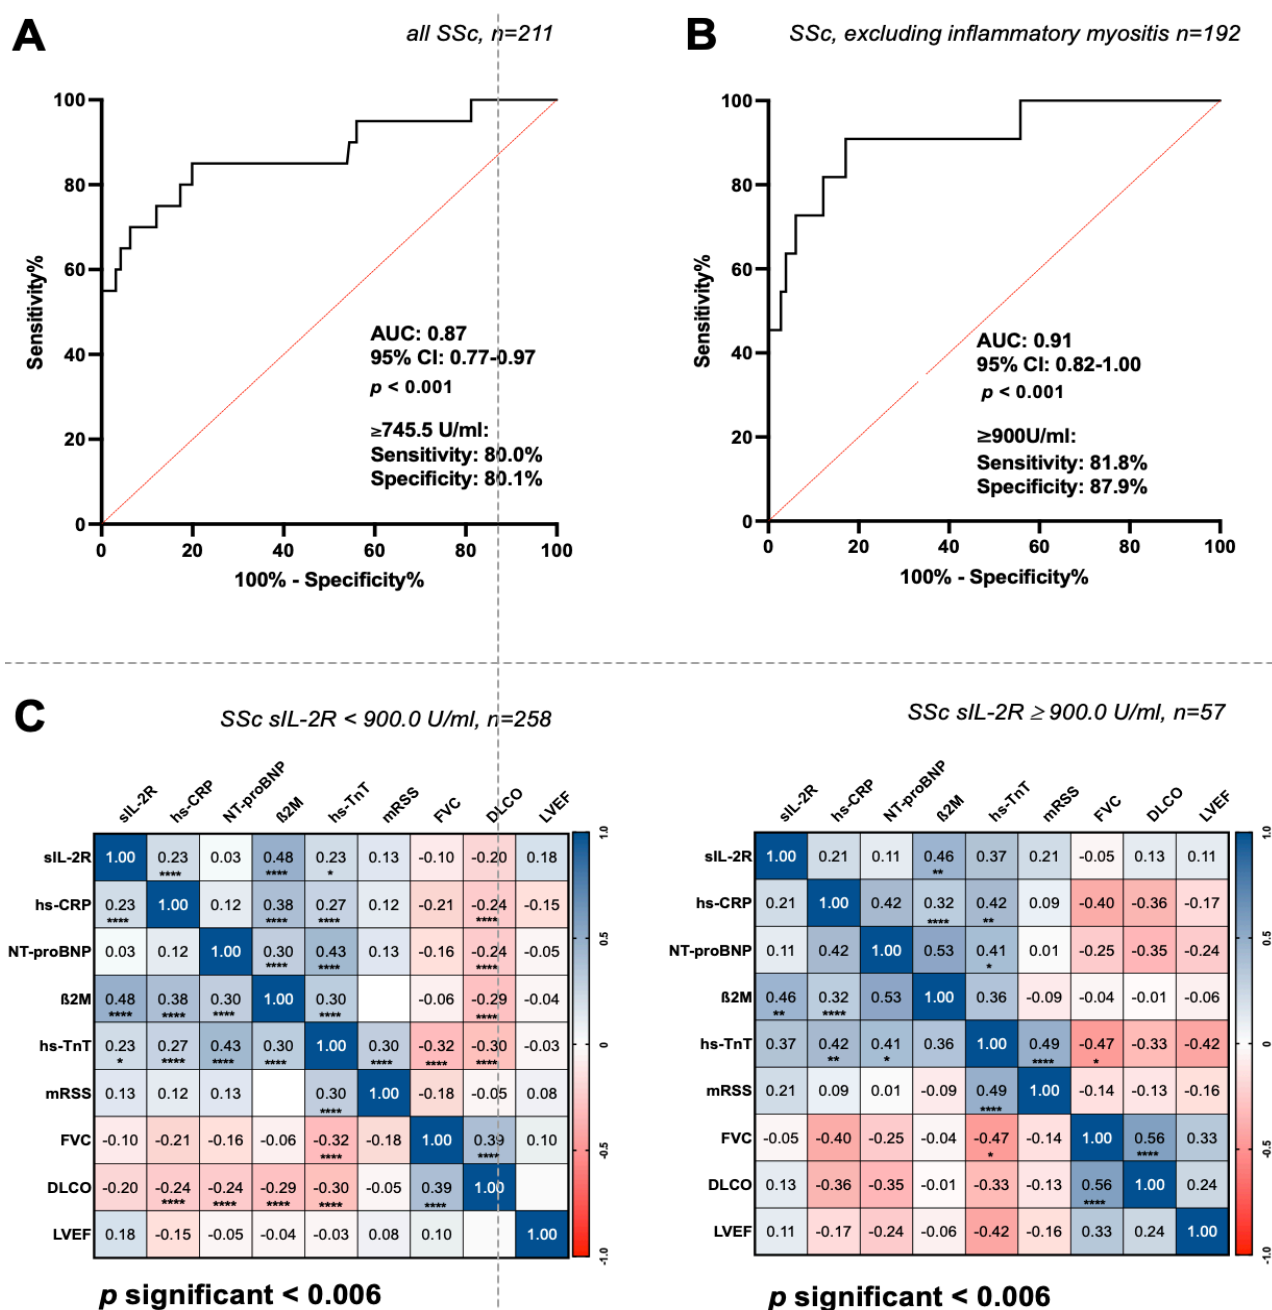 A
all SSc, n=211
100
80
60
40
20
0
Sensitivity%
AUC: 0.87
95% CI: 0.77-0.97
p < 0.001
≥745.5 U/ml:
Sensitivity: 80.0%
Specificity: 80.1%
0 20 40 60 80 100
100% - Specificity%
B
SSc, excluding inflammatory myositis n=192
100
80
60
40
20
0
Sensitivity%
AUC: 0.91
95% CI: 0.82-1.00
p < 0.001
≥900U/ml:
Sensitivity: 81.8%
Specificity: 87.9%
0 20 40 60 80 100
100% - Specificity%
C
SSc sIL-2R < 900.0 U/ml, n=258
sIL-2R hs-CRP NT-proBNP ß2M hs-TnT mRSS FVC DLCO LVEF
sIL-2R 1.00 0.23 0.03 0.48 0.23 0.13 -0.10 -0.20 0.18
**** **** *
hs-CRP 0.23 1.00 0.12 0.38 0.27 0.12 -0.21 -0.24 -0.15
**** **** **** ****
NT-proBNP 0.03 0.12 1.00 0.30 0.43 0.13 -0.16 -0.24 -0.05
**** **** ****
ß2M 0.48 0.38 0.30 1.00 0.30 -0.06 -0.29 -0.04
**** **** **** **** ****
hs-TnT 0.23 0.27 0.43 0.30 1.00 0.30 -0.32 -0.30 -0.03
* **** **** **** **** **** ****
mRSS 0.13 0.12 0.13 0.30 1.00 -0.18 -0.05 0.08
****
FVC -0.10 -0.21 -0.16 -0.06 -0.32 -0.18 1.00 0.39 0.10
**** ****
DLCO -0.20 -0.24 -0.24 -0.29 -0.30 -0.05 0.39 1.00
**** **** **** **** ****
LVEF 0.18 -0.15 -0.05 -0.04 -0.03 0.08 0.10 1.00
1.0
0.5
0
-0.5
-1.0
p significant < 0.006
SSc sIL-2R ≥ 900.0 U/ml, n=57
sIL-2R hs-CRP NT-proBNP ß2M hs-TnT mRSS FVC DLCO LVEF
sIL-2R 1.00 0.21 0.11 0.46 0.37 0.21 -0.05 0.13 0.11
**
hs-CRP 0.21 1.00 0.42 0.32 0.42 0.09 -0.40 -0.36 -0.17
**** **
NT-proBNP 0.11 0.42 1.00 0.53 0.41 0.01 -0.25 -0.35 -0.24
*
ß2M 0.46 0.32 0.53 1.00 0.36 -0.09 -0.04 -0.01 -0.06
** ****
hs-TnT 0.37 0.42 0.41 0.36 1.00 0.49 -0.47 -0.33 -0.42
** * **** *
mRSS 0.21 0.09 0.01 -0.09 0.49 1.00 -0.14 -0.13 -0.16
****
FVC -0.05 -0.40 -0.25 -0.04 -0.47 -0.14 1.00 0.56 0.33
* ****
DLCO 0.13 -0.36 -0.35 -0.01 -0.33 -0.13 0.56 1.00 0.24
****
LVEF 0.11 -0.17 -0.24 -0.06 -0.42 -0.16 0.33 0.24 1.00
1.0
0.5
0
-0.5
-1.0
p significant < 0.006